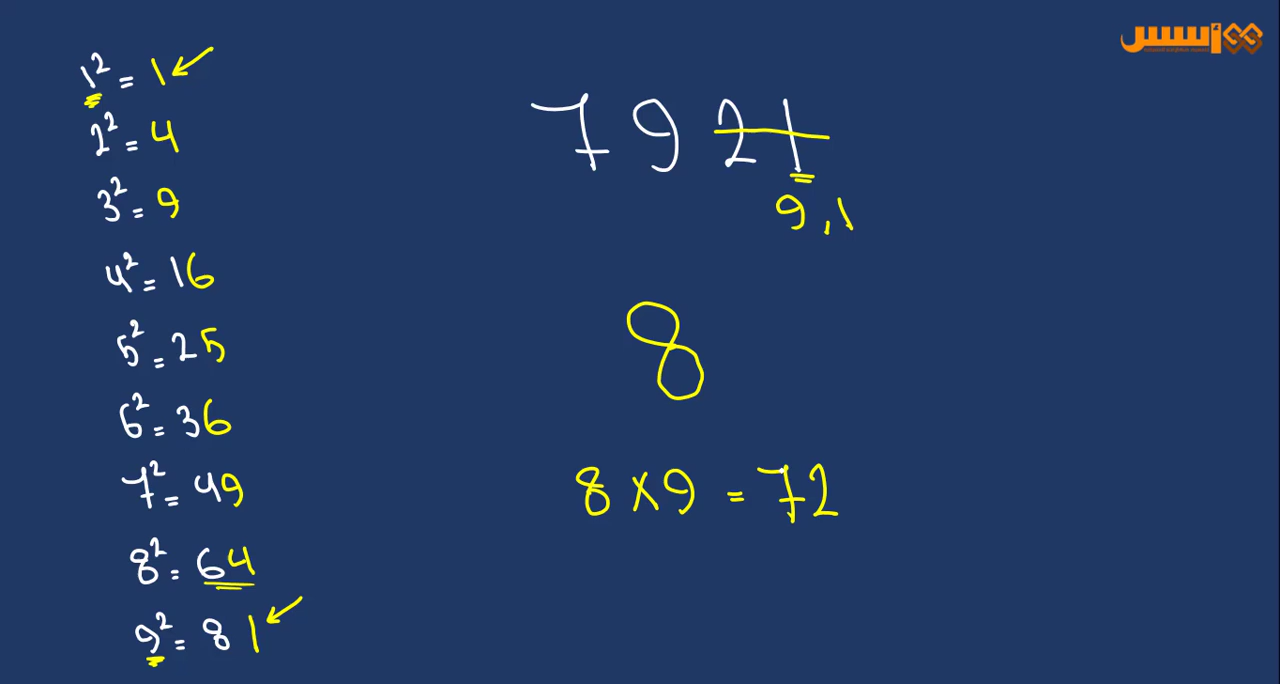 أسس
1² = 1
2² = 4
3² = 9
4² = 16
5² = 25
6² = 36
7² = 49
8² = 64
9² = 81
7921
9,1
8
8 × 9 = 72